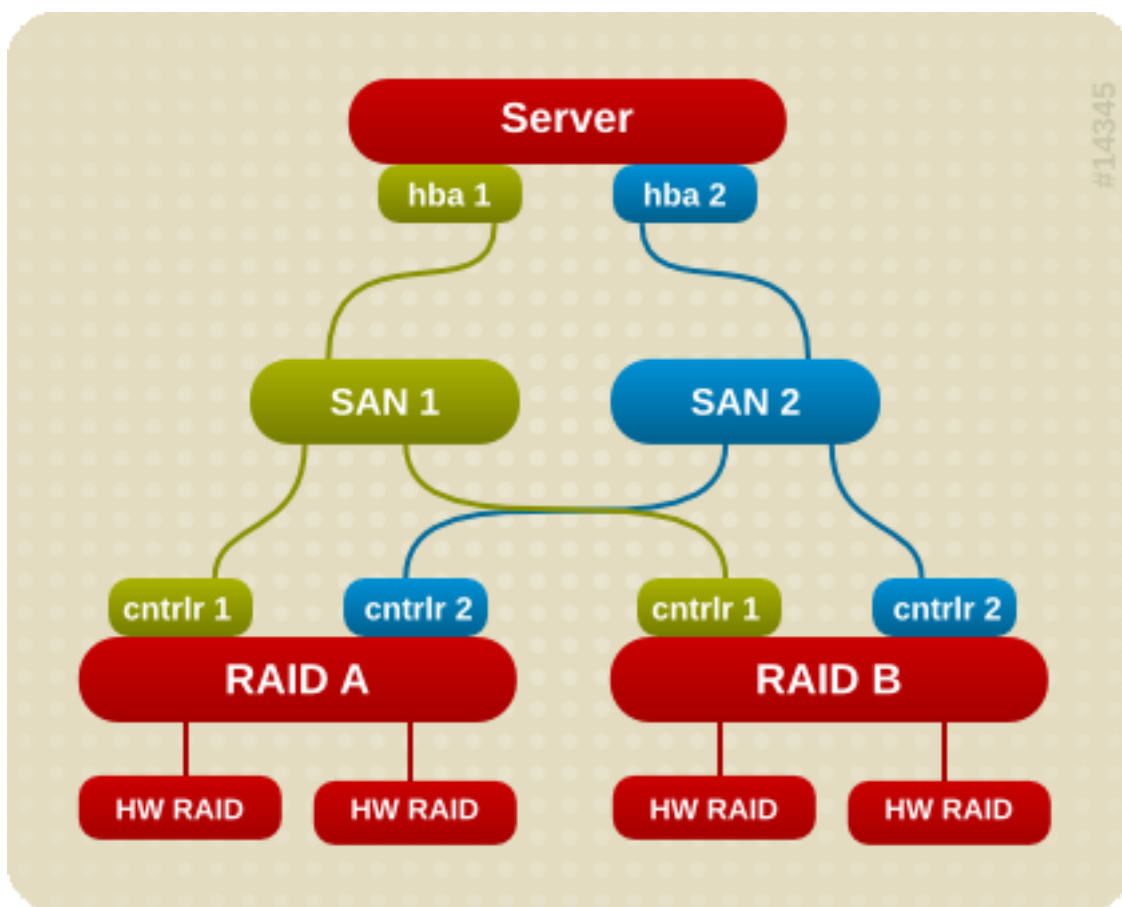 Server
#14345
hba 1
hba 2
SAN 1
SAN 2
cntrlr 1
cntrlr 2
cntrlr 1
cntrlr 2
RAID A
RAID B
HW RAID
HW RAID
HW RAID
HW RAID